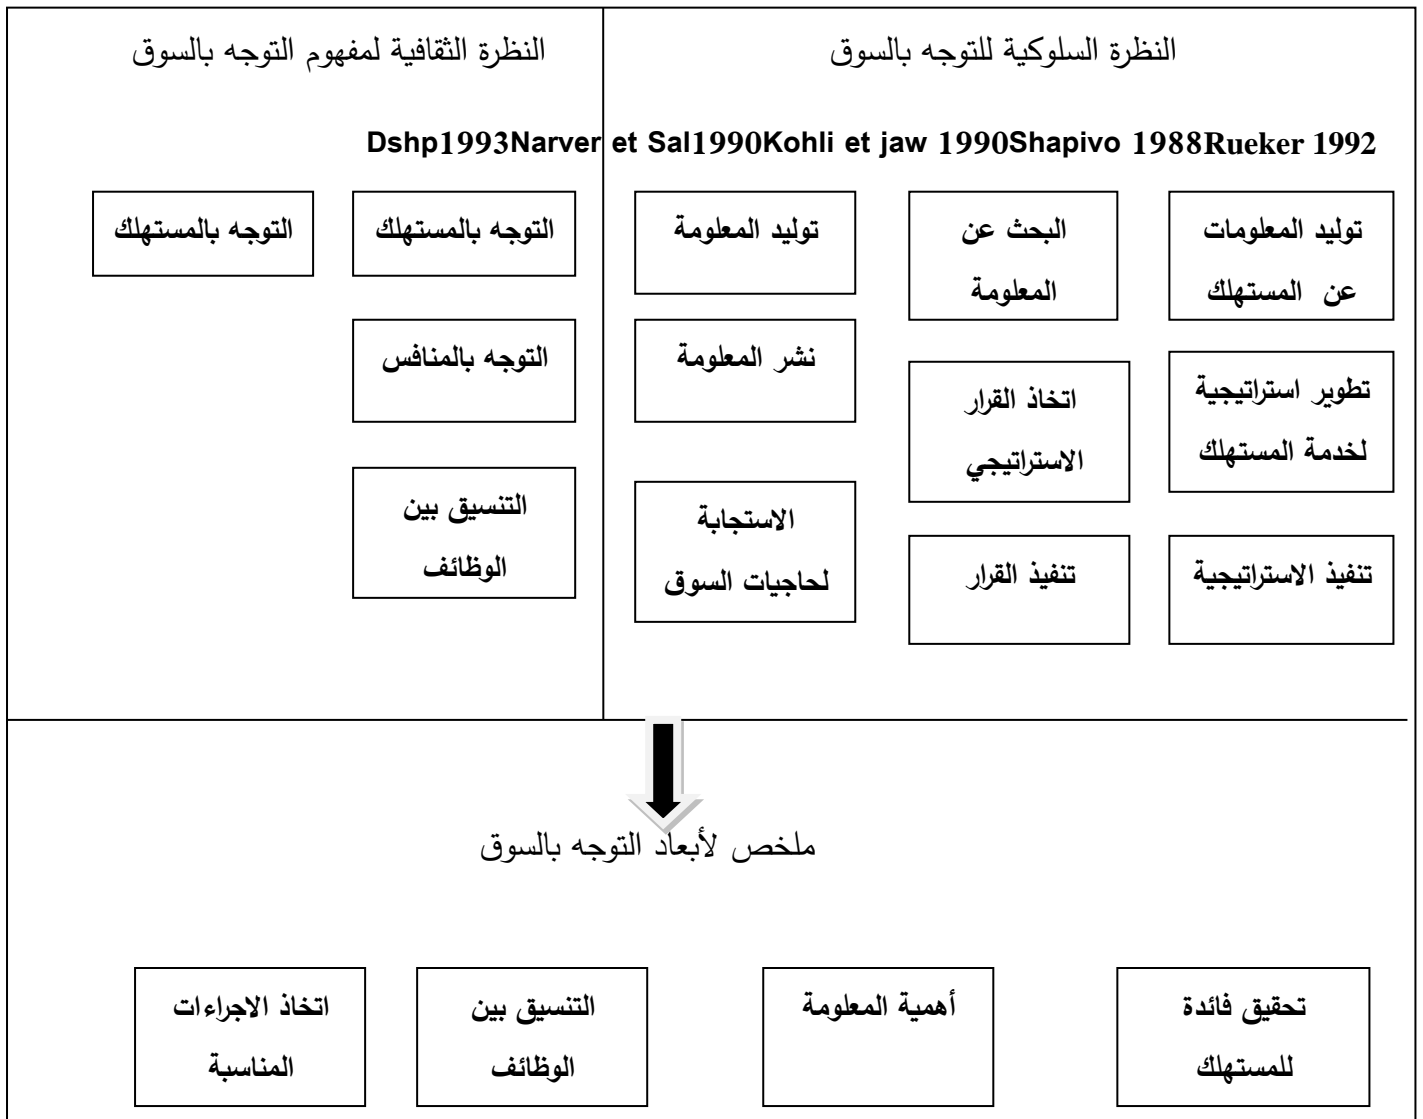 النظرة السلوكية للتوجه بالسوق
النظرة الثقافية لمفهوم التوجه بالسوق
Dshp1993Narver et Sal1990Kohli et jaw 1990Shapivo 1988Rueker 1992
توليد المعلومات
عن المستهلك
تطوير استراتيجية
لخدمة المستهلك
تنفيذ الاستراتيجية
البحث عن
المعلومة
اتخاذ القرار
الاستراتيجي
تنفيذ القرار
توليد المعلومة
نشر المعلومة
الاستجابة
لحاجيات السوق
التوجه بالمستهلك
التوجه بالمنافس
التنسيق بين
الوظائف
التوجه بالمستهلك
ملخص لأبعاد التوجه بالسوق
تحقيق فائدة
للمستهلك
أهمية المعلومة
التنسيق بين
الوظائف
اتخاذ الاجراءات
المناسبة